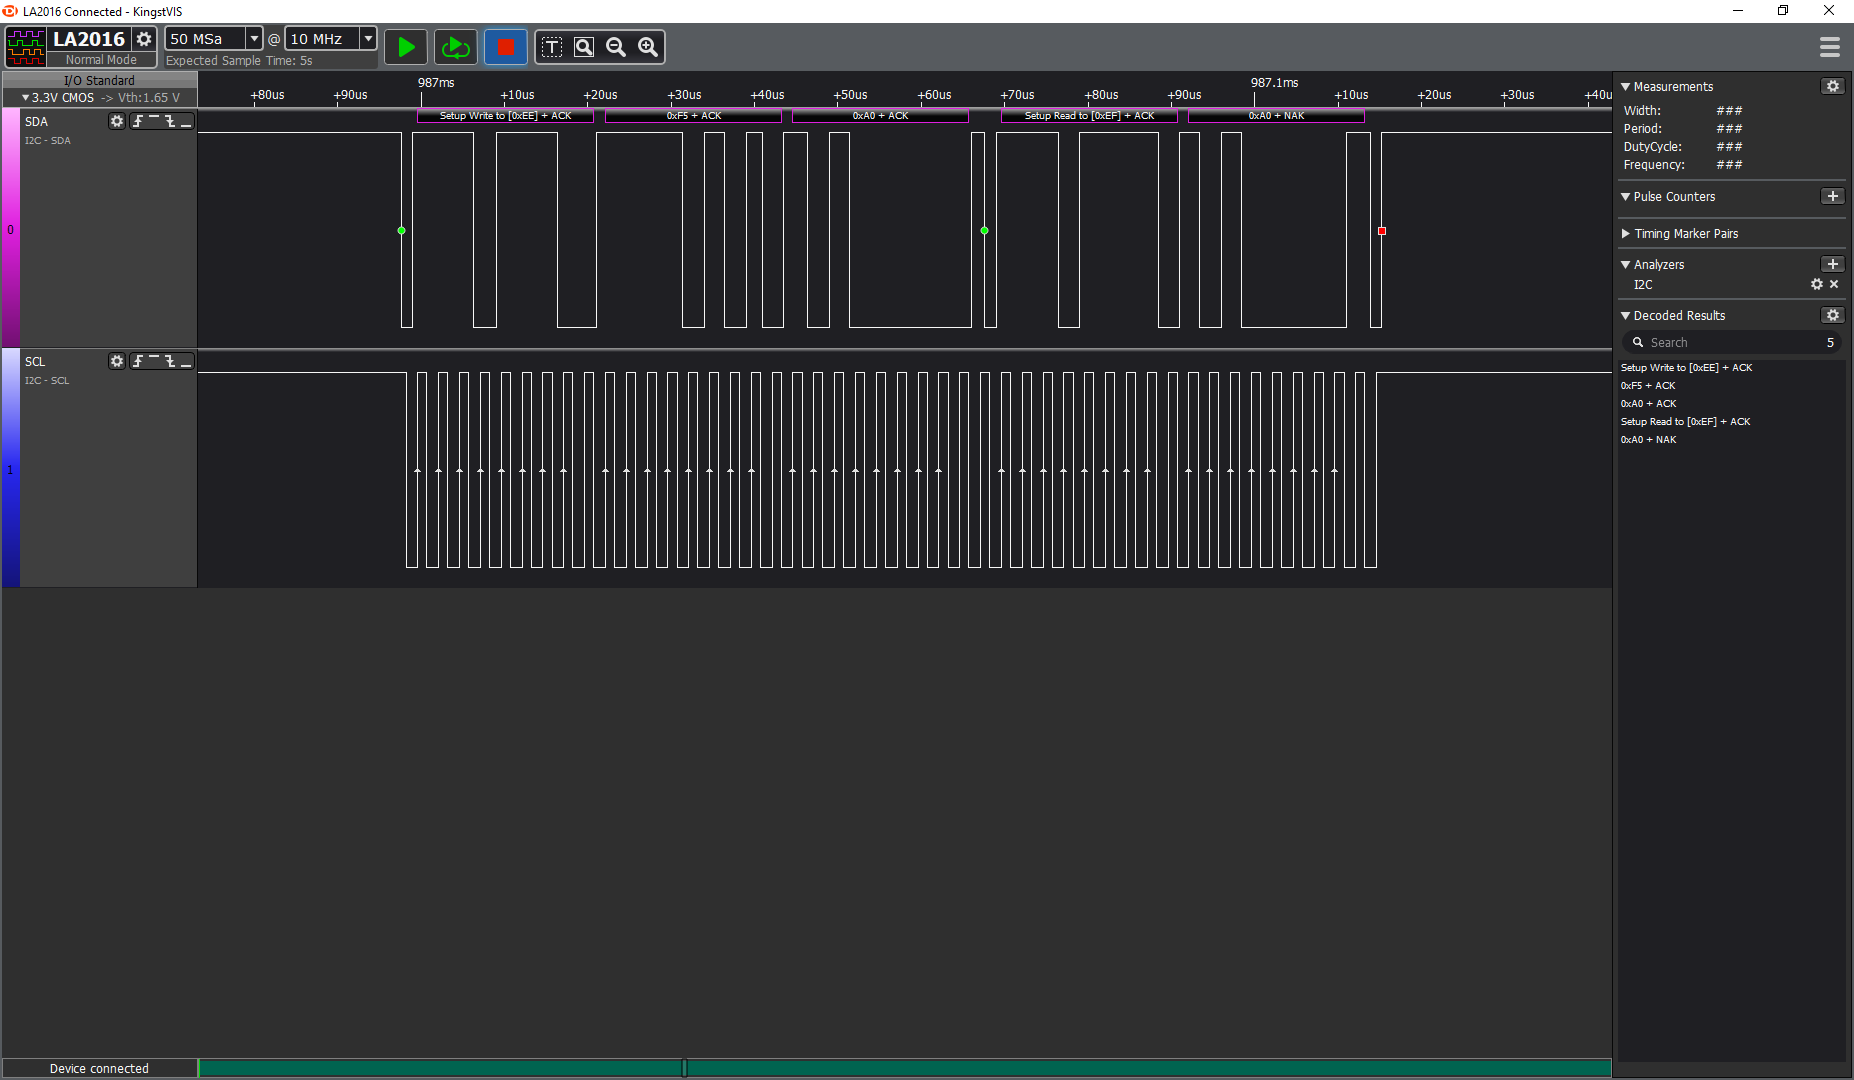 LA2016 Connected - KingstVIS
LA2016
Normal Mode
50 MSa @ 10 MHz
Expected Sample Time: 5s
T
I/O Standard
3.3V CMOS -> Vth:1.65 V
987ms 987.1ms
+80us +90us +10us +20us +30us +40us +50us +60us +70us +80us +90us +10us +20us +30us +40u
SDA
I2C - SDA
0
Setup Write to [0xEE] + ACK 0xF5 + ACK 0xA0 + ACK Setup Read to [0xEF] + ACK 0xA0 + NAK
SCL
I2C - SCL
1
Measurements
Width: ###
Period: ###
DutyCycle: ###
Frequency: ###
Pulse Counters
Timing Marker Pairs
Analyzers
I2C
Decoded Results
Search 5
Setup Write to [0xEE] + ACK
0xF5 + ACK
0xA0 + ACK
Setup Read to [0xEF] + ACK
0xA0 + NAK
Device connected